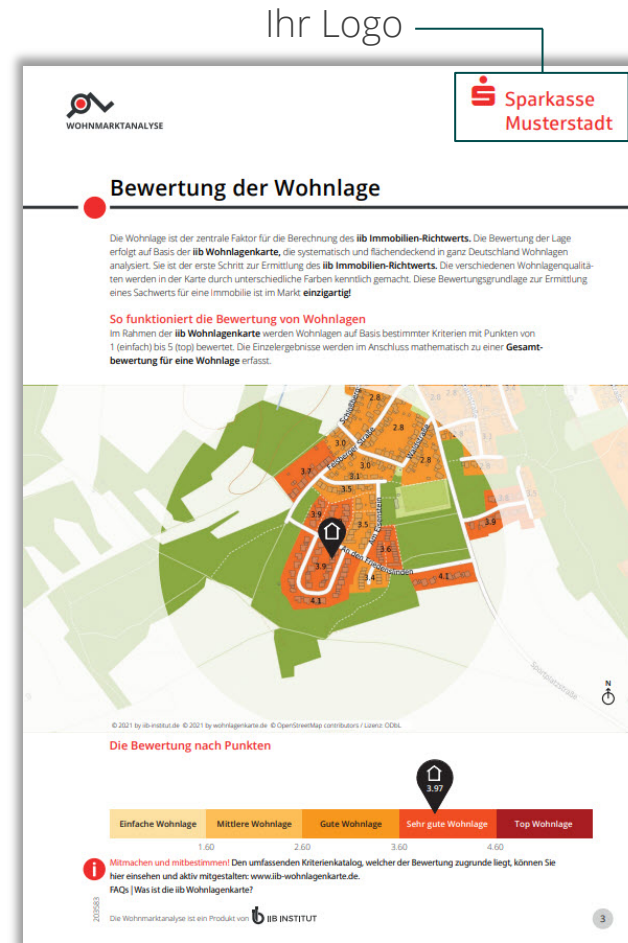 Ihr Logo
WOHNMARKTANALYSE
Sparkasse
Musterstadt
Bewertung der Wohnlage
Die Wohnlage ist der zentrale Faktor für die Berechnung des iib Immobilien-Richtwerts. Die Bewertung der Lage
erfolgt auf Basis der iib Wohnlagenkarte, die systematisch und flächendeckend in ganz Deutschland Wohnlagen
analysiert. Sie ist der erste Schritt zur Ermittlung des iib Immobilien-Richtwerts. Die verschiedenen Wohnlagenqualitä-
ten werden in der Karte durch unterschiedliche Farben kenntlich gemacht. Diese Bewertungsgrundlage zur Ermittlung
eines Sachwerts für eine Immobilie ist im Markt einzigartig!
So funktioniert die Bewertung von Wohnlagen
Im Rahmen der iib Wohnlagenkarte werden Wohnlagen auf Basis bestimmter Kriterien mit Punkten von
1 (einfach) bis 5 (top) bewertet. Die Einzelergebnisse werden im Anschluss mathematisch zu einer Gesamt-
bewertung für eine Wohnlage erfasst.
2.8
2.8
3.0
2.8
3.7
3.0
3.1
3.5
3.9
3.5
3.9
3.6
3.9
3.4
4.1
4.1
Waldstraße
Am Eisenstein
An den Friedenslinden
Sportplatzstraße
N
© 2021 by iib-institut.de © 2021 by wohnlagenkarte.de © OpenStreetMap contributors / Lizenz: ODbL
Die Bewertung nach Punkten
3.97
Einfache Wohnlage Mittlere Wohnlage Gute Wohnlage Sehr gute Wohnlage Top Wohnlage
1.60 2.60 3.60 4.60
Mitmachen und mitbestimmen! Den umfassenden Kriterienkatalog, welcher der Bewertung zugrunde liegt, können Sie
hier einsehen und aktiv mitgestalten: www.iib-wohnlagenkarte.de.
FAQs | Was ist die iib Wohnlagenkarte?
203583
Die Wohnmarktanalyse ist ein Produkt von iib IIB INSTITUT
3